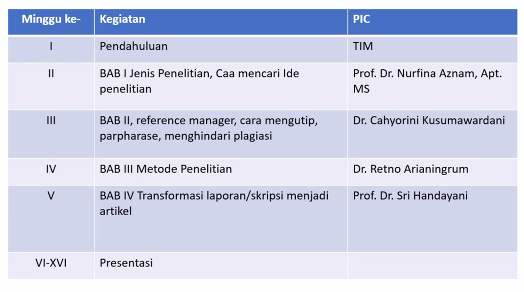 Minggu ke- Kegiatan PIC
I Pendahuluan TIM
II BAB I Jenis Penelitian, Caa mencari Ide Prof. Dr. Nurfina Aznam, Apt.
penelitian MS
III BAB II, reference manager, cara mengutip, Dr. Cahyorini Kusumawardani
parpharase, menghindari plagiasi
IV BAB III Metode Penelitian Dr. Retno Arianingrum
V BAB IV Transformasi laporan/skripsi menjadi Prof. Dr. Sri Handayani
artikel
VI-XVI Presentasi